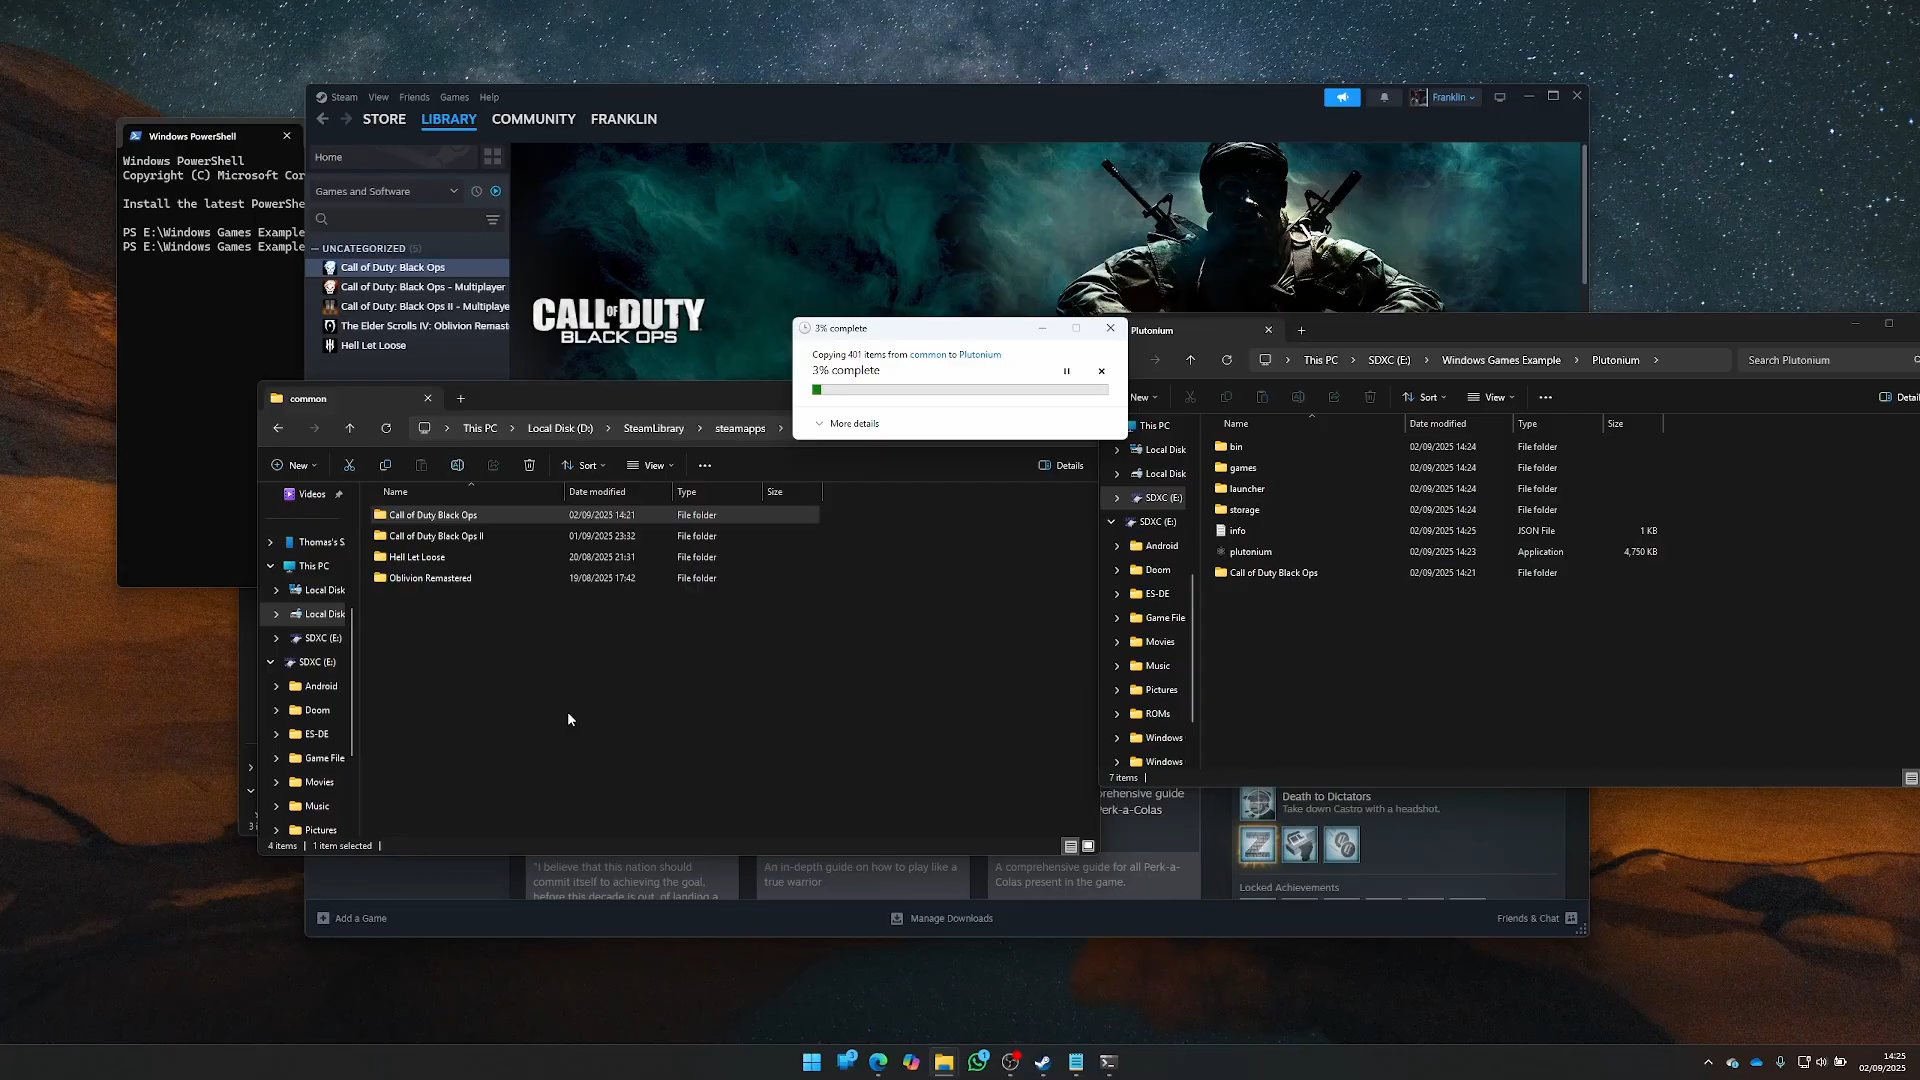 Steam View Friends Games Help
Franklin
STORE LIBRARY COMMUNITY FRANKLIN
Home
Games and Software
UNCATEGORIZED (5)
Call of Duty: Black Ops
Call of Duty: Black Ops - Multiplayer
Call of Duty: Black Ops II - Multiplaye
The Elder Scrolls IV: Oblivion Remast
Hell Let Loose
CALL OF DUTY
BLACK OPS
Windows PowerShell
Windows PowerShell
Copyright (C) Microsoft Cor
Install the latest PowerShe
PS E:\Windows Games Example
PS E:\Windows Games Example
3% complete
Copying 401 items from common to Plutonium
3% complete
More details
common
This PC Local Disk (D:) SteamLibrary steamapps
New Sort View Details
Name Date modified Type Size
Call of Duty Black Ops 02/09/2025 14:21 File folder
Call of Duty Black Ops II 01/09/2025 23:32 File folder
Hell Let Loose 20/08/2025 21:31 File folder
Oblivion Remastered 19/08/2025 17:42 File folder
Videos
Thomas's S
This PC
Local Disk
Local Disk
SDXC (E:)
SDXC (E:)
Android
Doom
ES-DE
Game File
Movies
Music
Pictures
4 items 1 item selected
3 i
Plutonium
This PC SDXC (E:) Windows Games Example Plutonium
Search Plutonium
New Sort View Detail
Name Date modified Type Size
bin 02/09/2025 14:24 File folder
games 02/09/2025 14:24 File folder
launcher 02/09/2025 14:24 File folder
storage 02/09/2025 14:24 File folder
info 02/09/2025 14:25 JSON File 1 KB
plutonium 02/09/2025 14:23 Application 4,750 KB
Call of Duty Black Ops 02/09/2025 14:21 File folder
This PC
Local Disk
Local Disk
SDXC (E:)
SDXC (E:)
Android
Doom
ES-DE
Game File
Movies
Music
Pictures
ROMs
Windows
Windows
7 items
rehensive guide
Perk-a-Colas
Death to Dictators
Take down Castro with a headshot.
"I believe that this nation should
commit itself to achieving the goal,
before this decade is out, of landing a
An in-depth guide on how to play like a
true warrior
A comprehensive guide for all Perk-a-
Colas present in the game.
Locked Achievements
Add a Game
Manage Downloads
Friends & Chat
3
1
14:25
02/09/2025